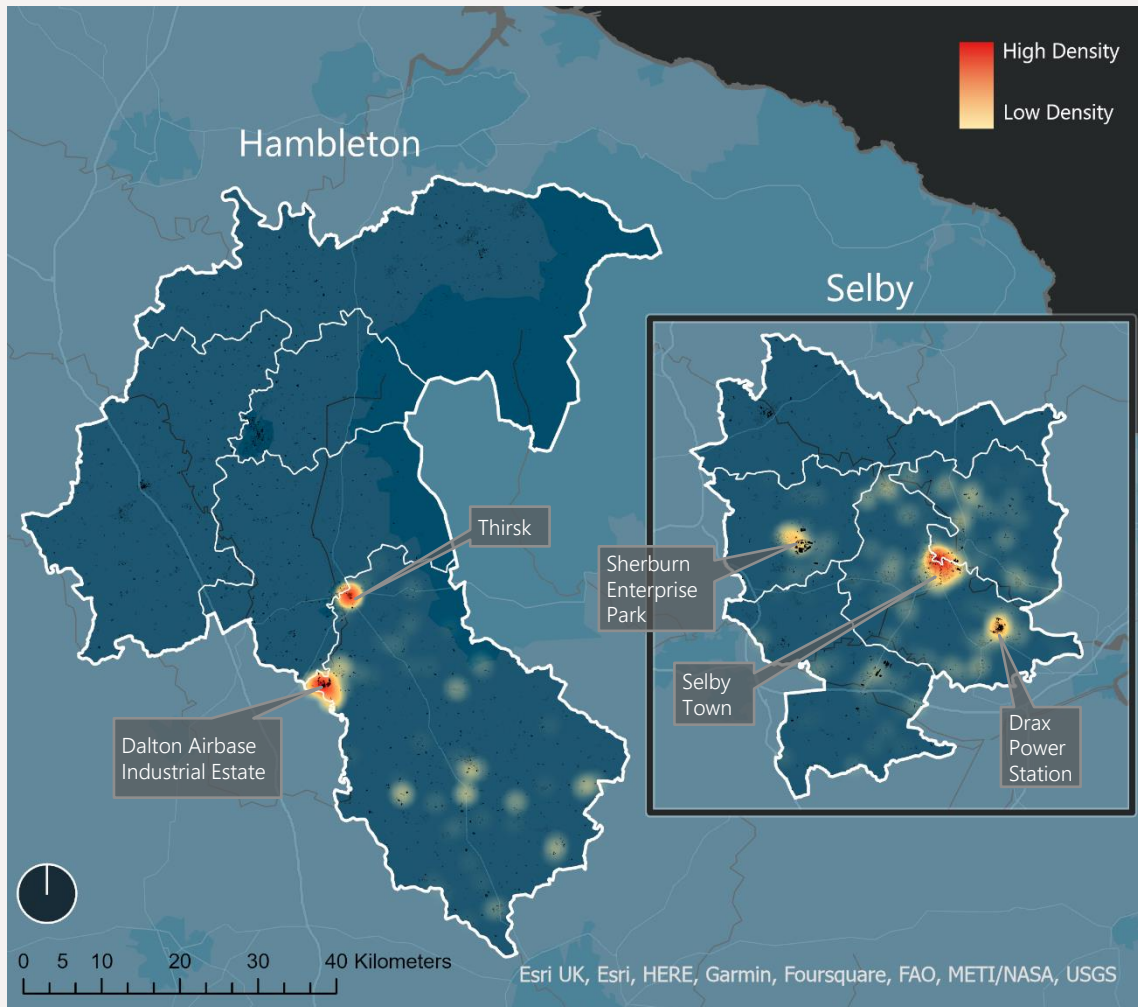 High Density
Low Density
Hambleton
Selby
Thirsk
Sherburn
Enterprise
Park
Selby
Town
Dalton Airbase
Industrial Estate
Drax
Power
Station
0 5 10 20 30 40 Kilometers
Esri UK, Esri, HERE, Garmin, Foursquare, FAO, METI/NASA, USGS